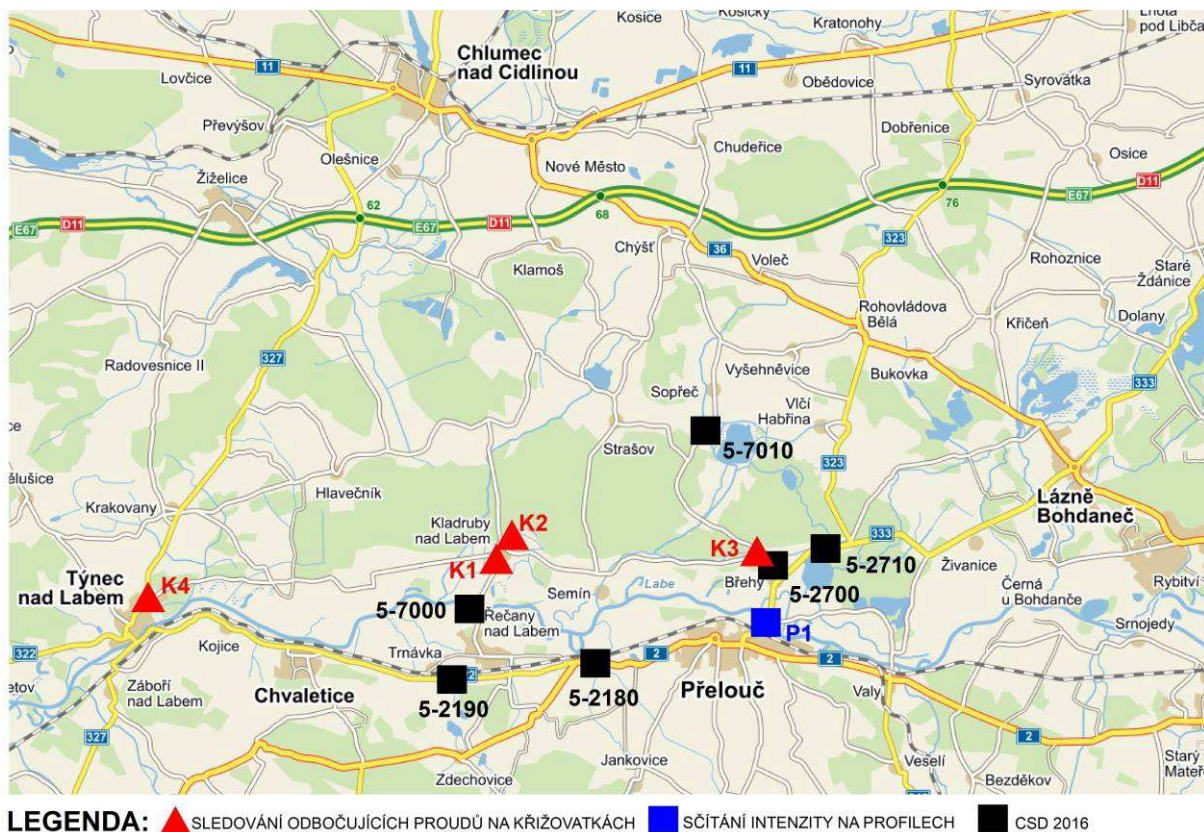 Kosice
Kosičky
Kratonohy
Lhota
pod Libča
Chlumec
nad Cidlinou
11
11
Lovčice
Obědovice
Syrovátka
Převýšov
Dobřenice
Olešnice
Nové Město
Chudeřice
Osice
Žiželice
62
68
76
E67
D11
E67
D11
E67
D11
Chýšť
36
323
Klamoš
Voleč
Rohoznice
Staré
Ždánice
Rohovládova
Bělá
Křičeň
Dolany
327
Radovesnice II
Vyšehněvice
Bukovka
333
Sopřeč
Vlčí
Habřina
ce
Strašov
5-7010
323
ělušice
Hlavečník
Lázně
Bohdaneč
Krakovany
Kladruby
nad Labem
K2
K3
333
K1
5-2710
Týnec
nad Labem
K4
Břehy
5-2700
Živanice
Labe
Semín
Černá
u Bohdanče
Rybitví
5-7000
Řečany
nad Labem
P1
Srnojedy
322
Kojice
Trnávka
2
2
etov
Záboří
nad Labem
Chvaletice
2
5-2190
5-2180
Přelouč
Valy
327
2
Zdechovice
Jankovice
Veselí
Bezděkov
Starý
Mateř
LEGENDA: SLEDOVÁNÍ ODBOČUJÍCÍCH PROUDŮ NA KŘIŽOVATKÁCH SČÍTÁNÍ INTENZITY NA PROFILECH CSD 2016